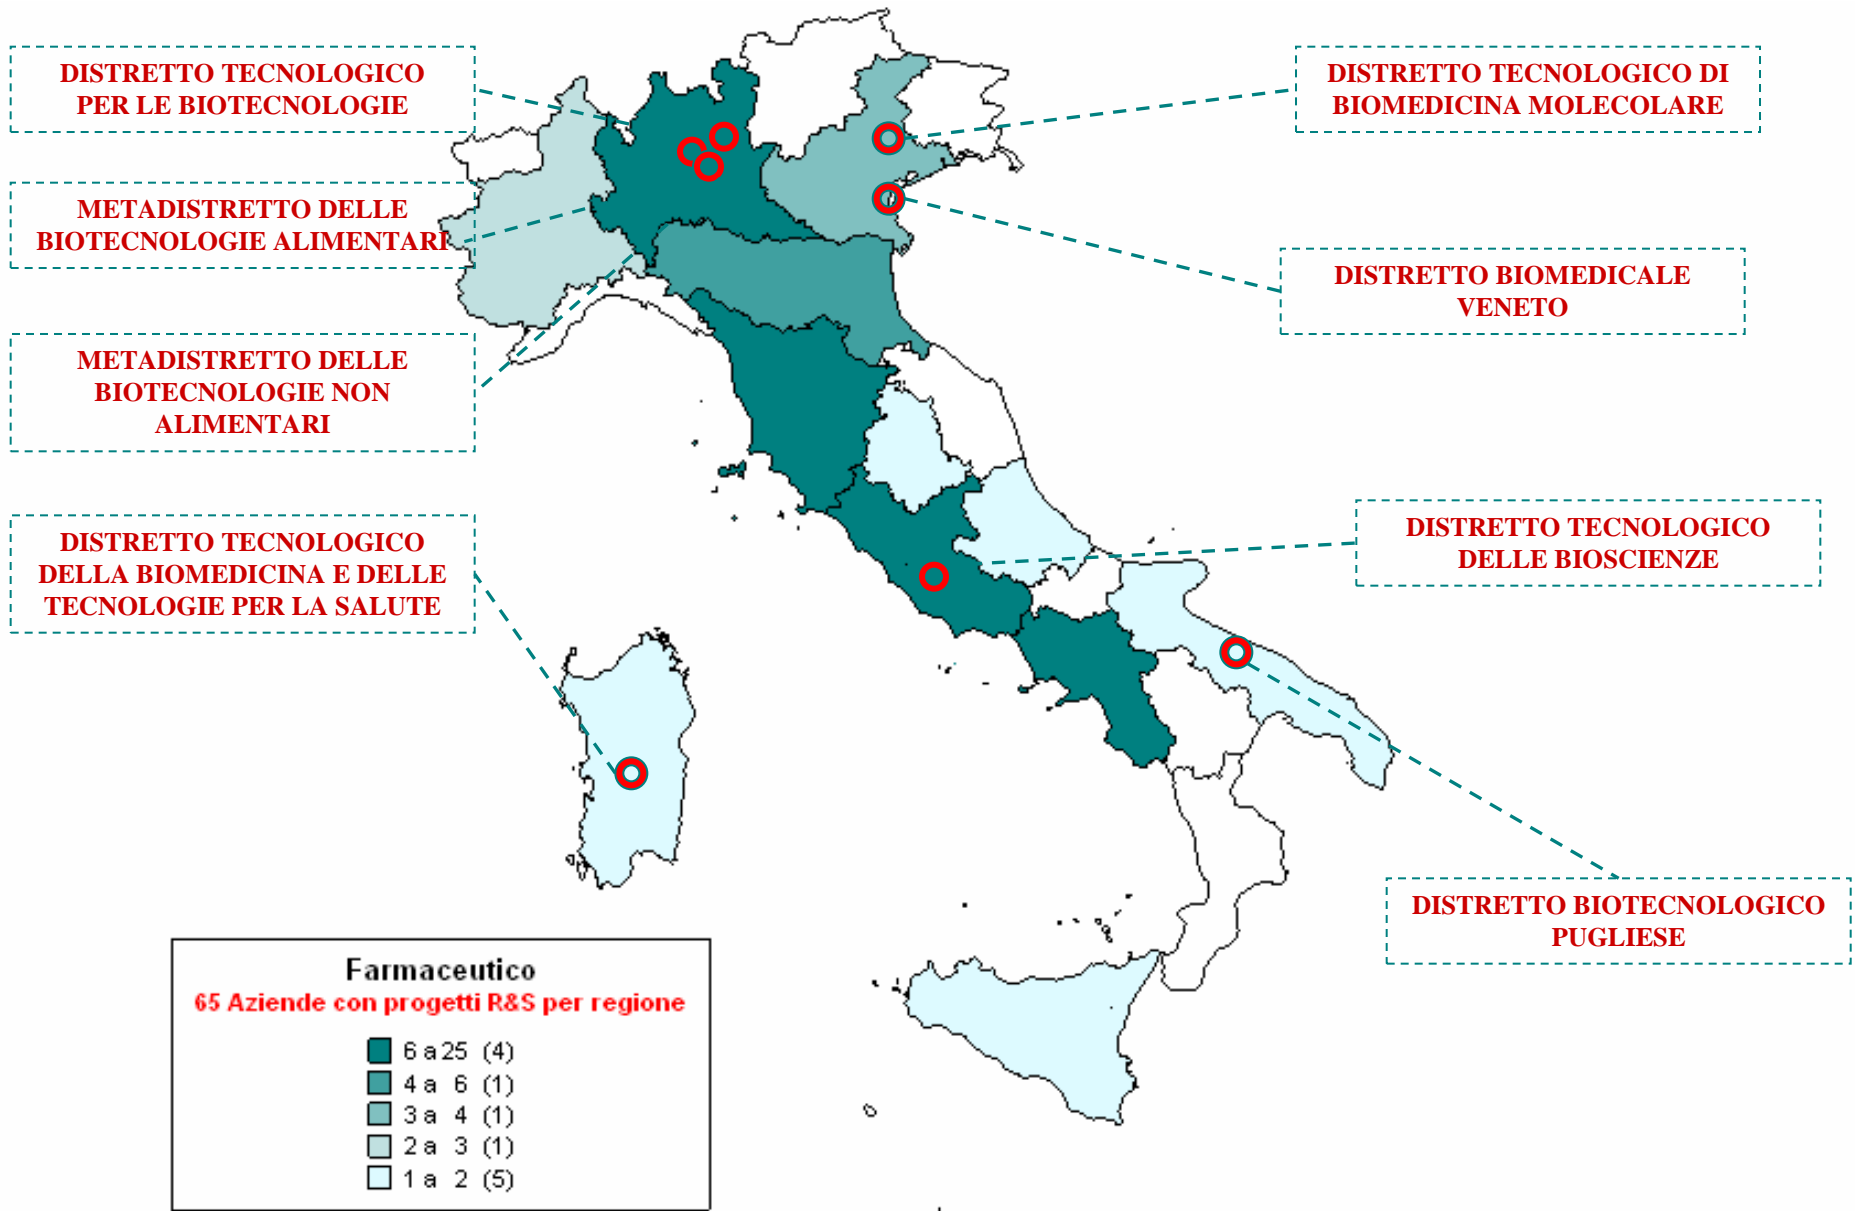 DISTRETTO TECNOLOGICO
PER LE BIOTECNOLOGIE
METADISTRETTO DELLE
BIOTECNOLOGIE ALIMENTARI
METADISTRETTO DELLE
BIOTECNOLOGIE NON
ALIMENTARI
DISTRETTO TECNOLOGICO
DELLA BIOMEDICINA E DELLE
TECNOLOGIE PER LA SALUTE
DISTRETTO TECNOLOGICO DI
BIOMEDICINA MOLECOLARE
DISTRETTO BIOMEDICALE
VENETO
DISTRETTO TECNOLOGICO
DELLE BIOSCIENZE
DISTRETTO BIOTECNOLOGICO
PUGLIESE
Farmaceutico
65 Aziende con progetti R&S per regione
6 a 25 (4)
4 a 6 (1)
3 a 4 (1)
2 a 3 (1)
1 a 2 (5)